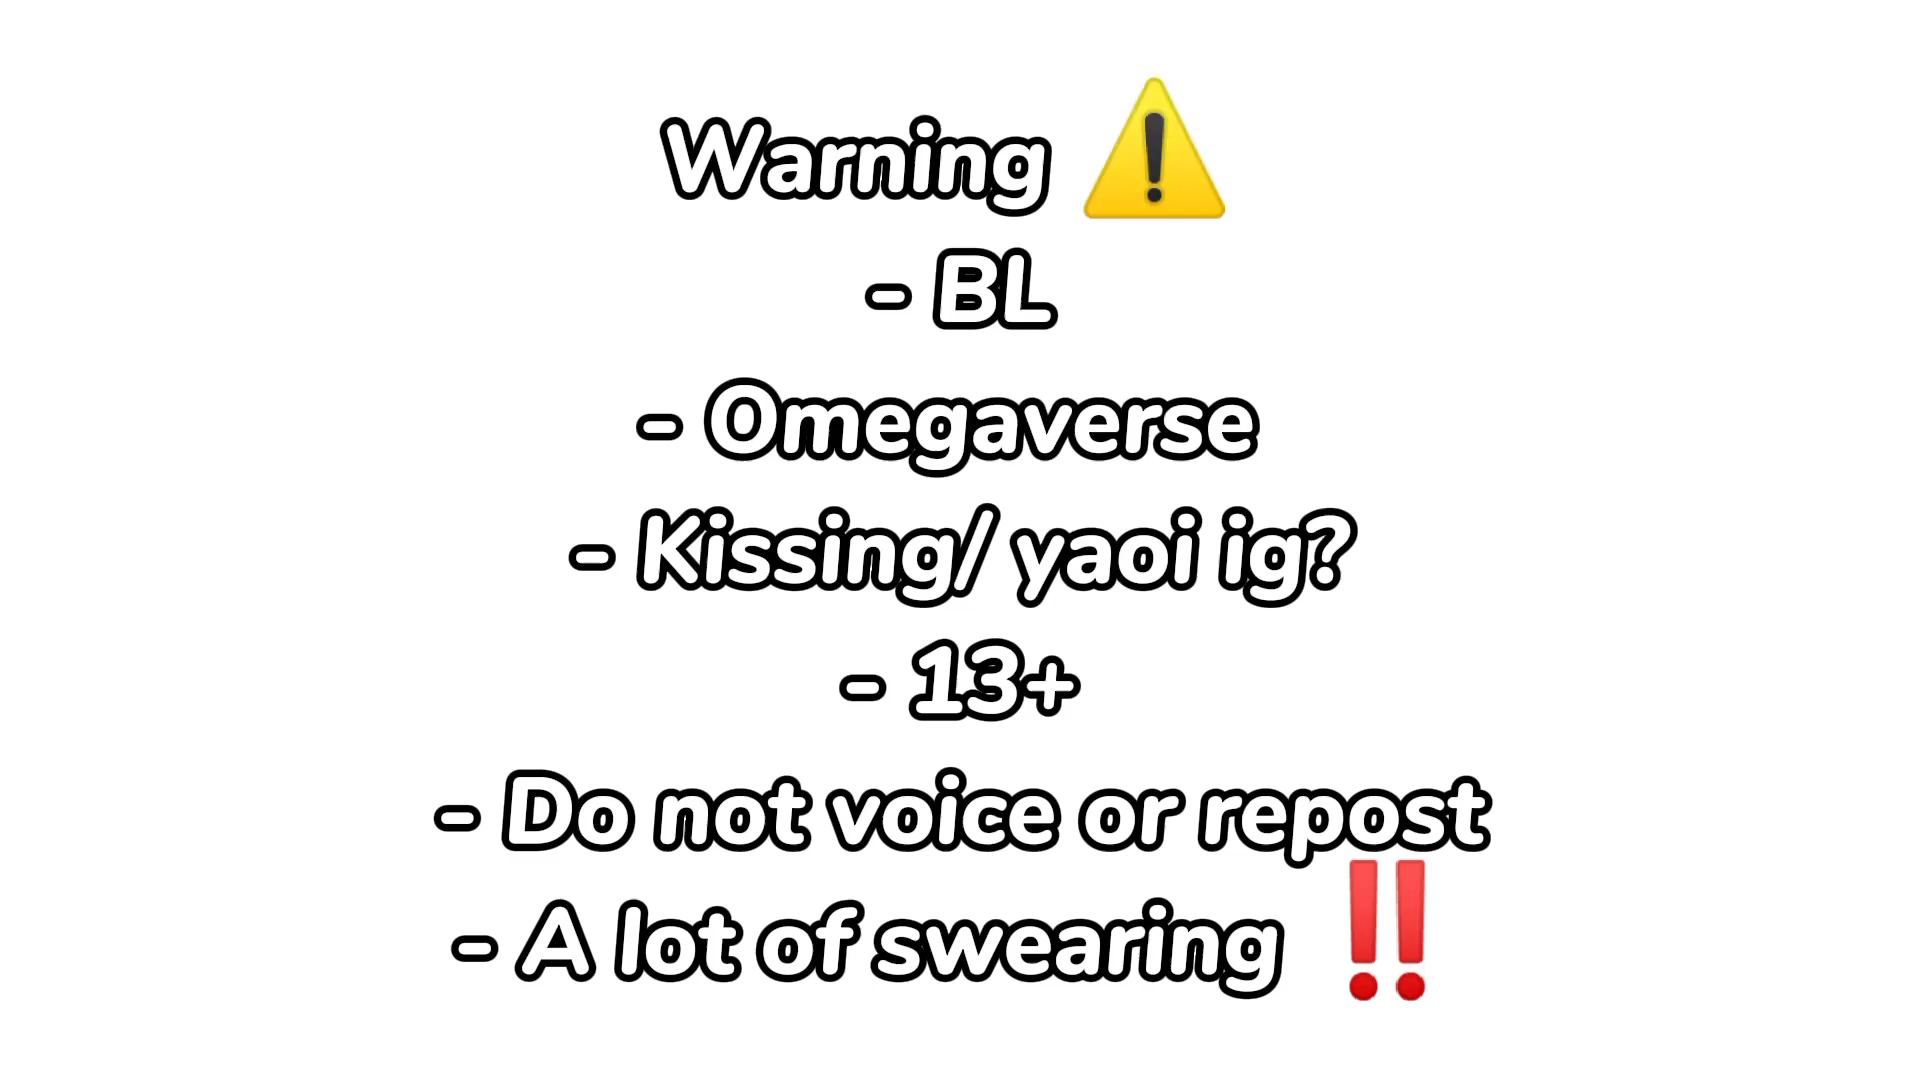 Warning ⚠️
- BL
- Omegaverse
- Kissing/ yaoi ig?
- 13+
- Do not voice or repost
- A lot of swearing ‼️